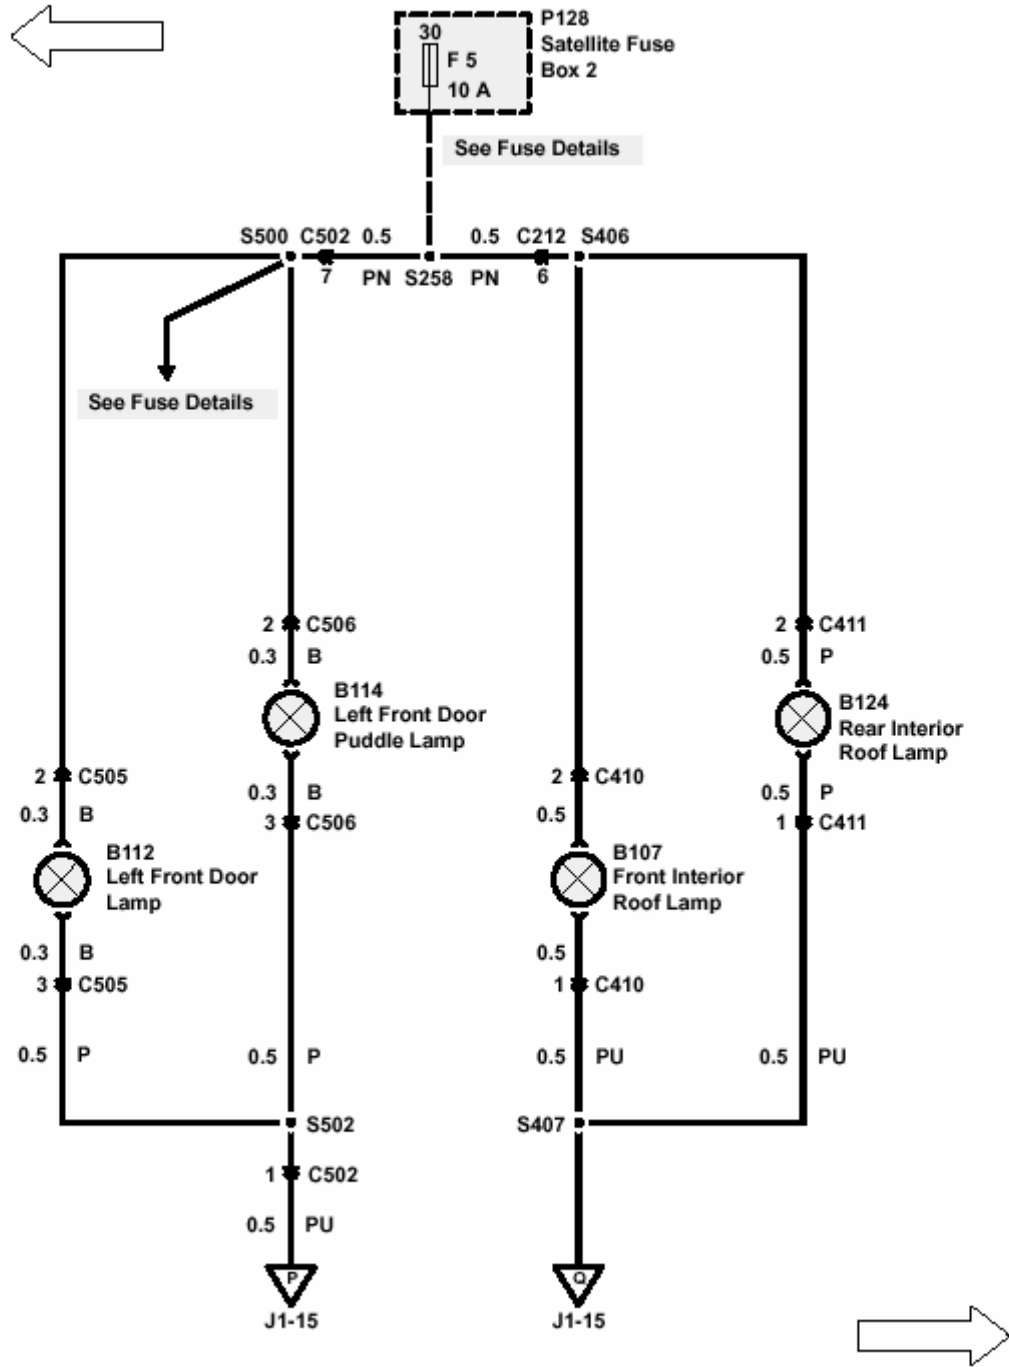 30
F 5
10 A
P128
Satellite Fuse
Box 2
See Fuse Details
S500 C502 0.5 0.5 C212 S406
7 PN S258 PN 6
See Fuse Details
2 C506
0.3 B
B114
Left Front Door
Puddle Lamp
0.3 B
3 C506
2 C411
0.5 P
B124
Rear Interior
Roof Lamp
0.5 P
1 C411
2 C505
0.3 B
B112
Left Front Door
Lamp
0.3 B
3 C505
2 C410
0.5
B107
Front Interior
Roof Lamp
0.5
1 C410
0.5 P
0.5 P
0.5 PU
0.5 PU
S502
S407
1 C502
0.5 PU
P
Q
J1-15
J1-15